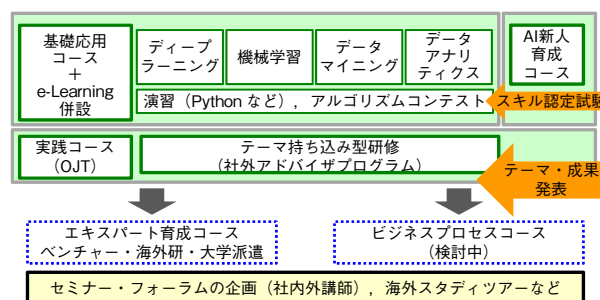 基礎応用
コース
＋
e-Learning
併設
ディープ
ラーニング
機械学習
データ
マイニング
データ
アナリ
ティクス
AI新人
育成
コース
演習（Python など），アルゴリズムコンテスト
スキル認定試験
実践コース
（OJT）
テーマ持ち込み型研修
（社外アドバイザプログラム）
テーマ・成果
発表
エキスパート育成コース
ベンチャー・海外研・大学派遣
ビジネスプロセスコース
（検討中）
セミナー・フォーラムの企画（社内外講師），海外スタディツアーなど